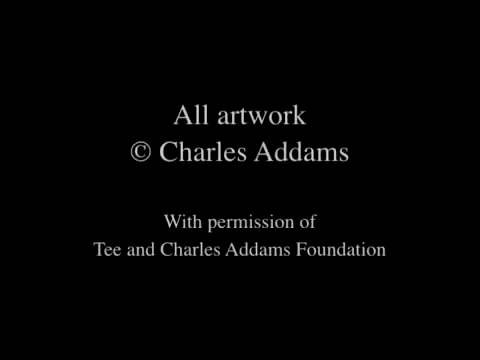 All artwork
© Charles Addams
With permission of
Tee and Charles Addams Foundation